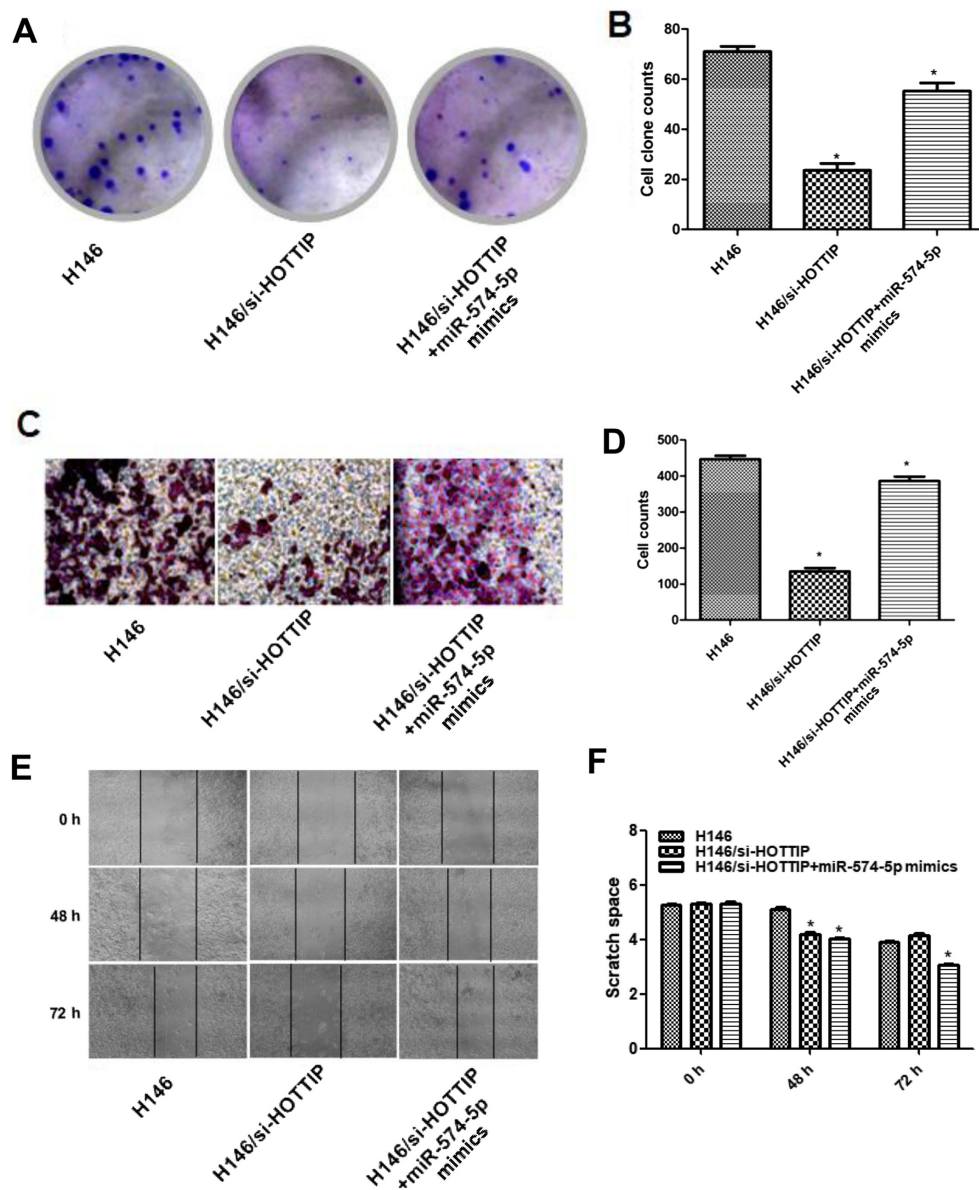 A
H146
H146/si-HOTTIP
H146/si-HOTTIP
+miR-574-5p
mimics
B
Cell clone counts
80
60
40
20
0
*
*
H146
H146/si-HOTTIP
H146/si-HOTTIP+miR-574-5p
mimics
C
H146
H146/si-HOTTIP
H146/si-HOTTIP
+miR-574-5p
mimics
D
Cell counts
500
400
300
200
100
0
*
*
H146
H146/si-HOTTIP
H146/si-HOTTIP+miR-574-5p
mimics
E
0 h
48 h
72 h
H146
H146/si-HOTTIP
H146/si-HOTTIP
+miR-574-5p
mimics
F
Scratch space
8
6
4
2
0
H146
H146/si-HOTTIP
H146/si-HOTTIP+miR-574-5p mimics
* *
*
0 h
48 h
72 h